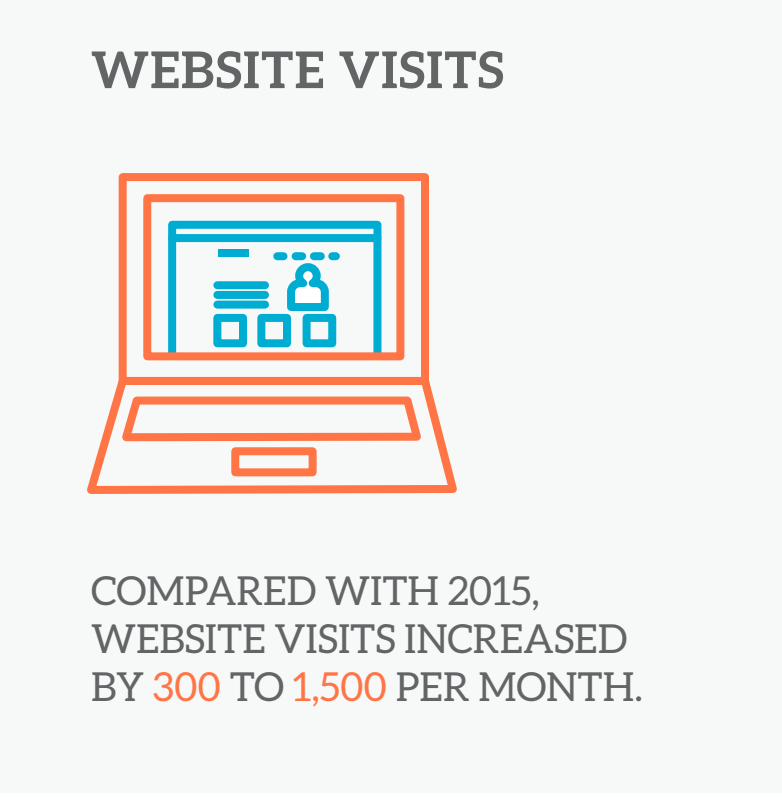 WEBSITE VISITS
COMPARED WITH 2015,
WEBSITE VISITS INCREASED
BY 300 TO 1,500 PER MONTH.